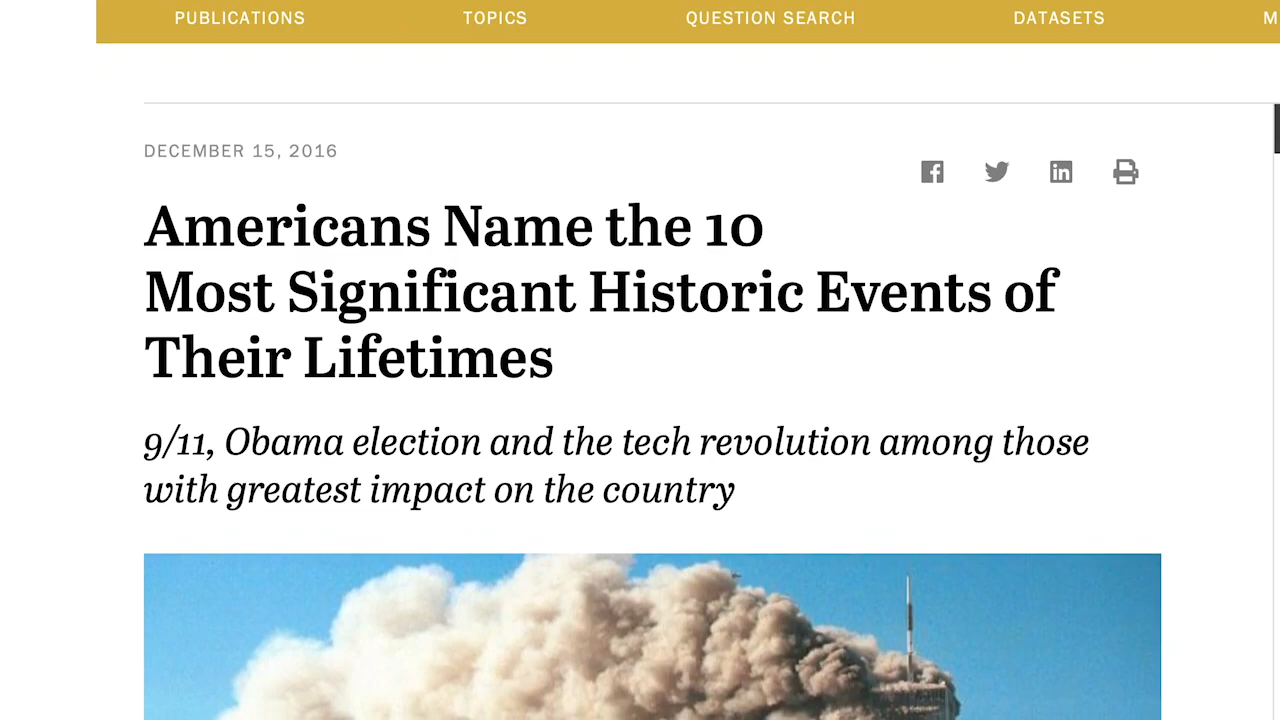 PUBLICATIONS TOPICS QUESTION SEARCH DATASETS M
DECEMBER 15, 2016
Americans Name the 10
Most Significant Historic Events of
Their Lifetimes
9/11, Obama election and the tech revolution among those
with greatest impact on the country